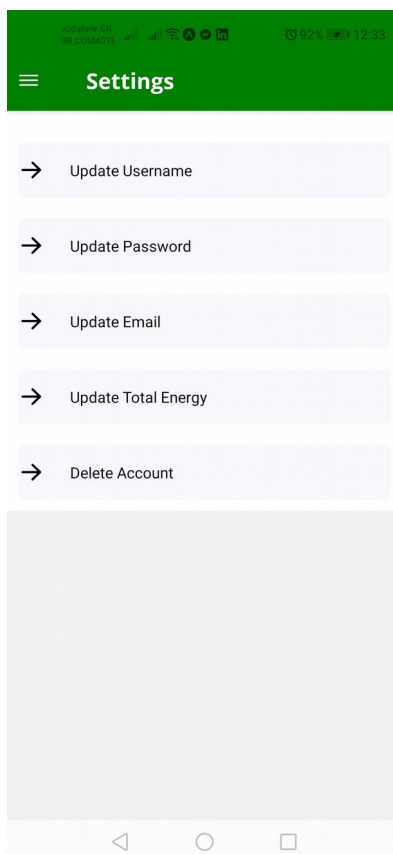 vodafone GR
GR COSMOTE
92% 12:33
Settings
Update Username
Update Password
Update Email
Update Total Energy
Delete Account